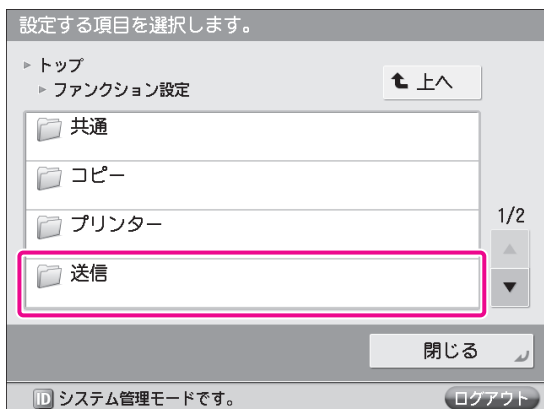 設定する項目を選択します。
トップ
ファンクション設定
上へ
共通
コピー
プリンター
送信
1/2
閉じる
ID システム管理モードです。
ログアウト